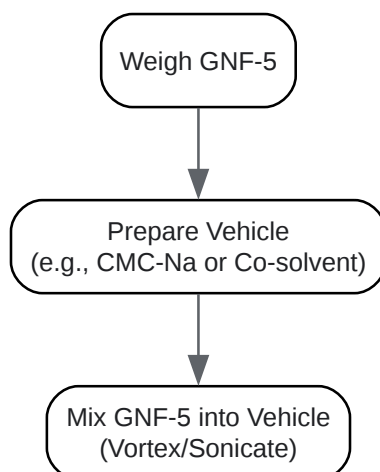 Weigh GNF-5
Prepare Vehicle
(e.g., CMC-Na or Co-solvent)
Mix GNF-5 into Vehicle
(Vortex/Sonicate)